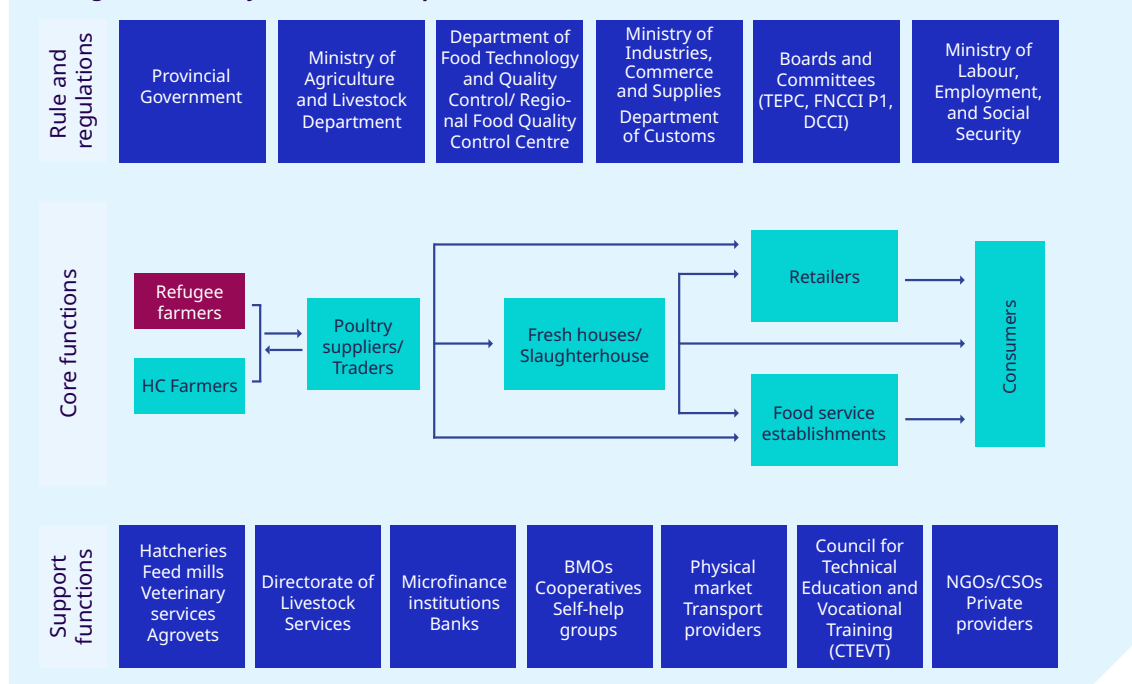 Rule and
regulations
Provincial
Government
Ministry of
Agriculture
and Livestock
Department
Department of
Food Technology
and Quality
Control/ Regio-
nal Food Quality
Control Centre
Ministry of
Industries,
Commerce
and Supplies
Department
of Customs
Boards and
Committees
(TEPC, FNCCI P1,
DCCI)
Ministry of
Labour,
Employment,
and Social
Security
Core functions
Refugee
farmers
HC Farmers
Poultry
suppliers/
Traders
Fresh houses/
Slaughterhouse
Retailers
Food service
establishments
Consumers
Support
functions
Hatcheries
Feed mills
Veterinary
services
Agrovets
Directorate of
Livestock
Services
Microfinance
institutions
Banks
BMOs
Cooperatives
Self-help
groups
Physical
market
Transport
providers
Council for
Technical
Education and
Vocational
Training
(CTEVT)
NGOs/CSOs
Private
providers